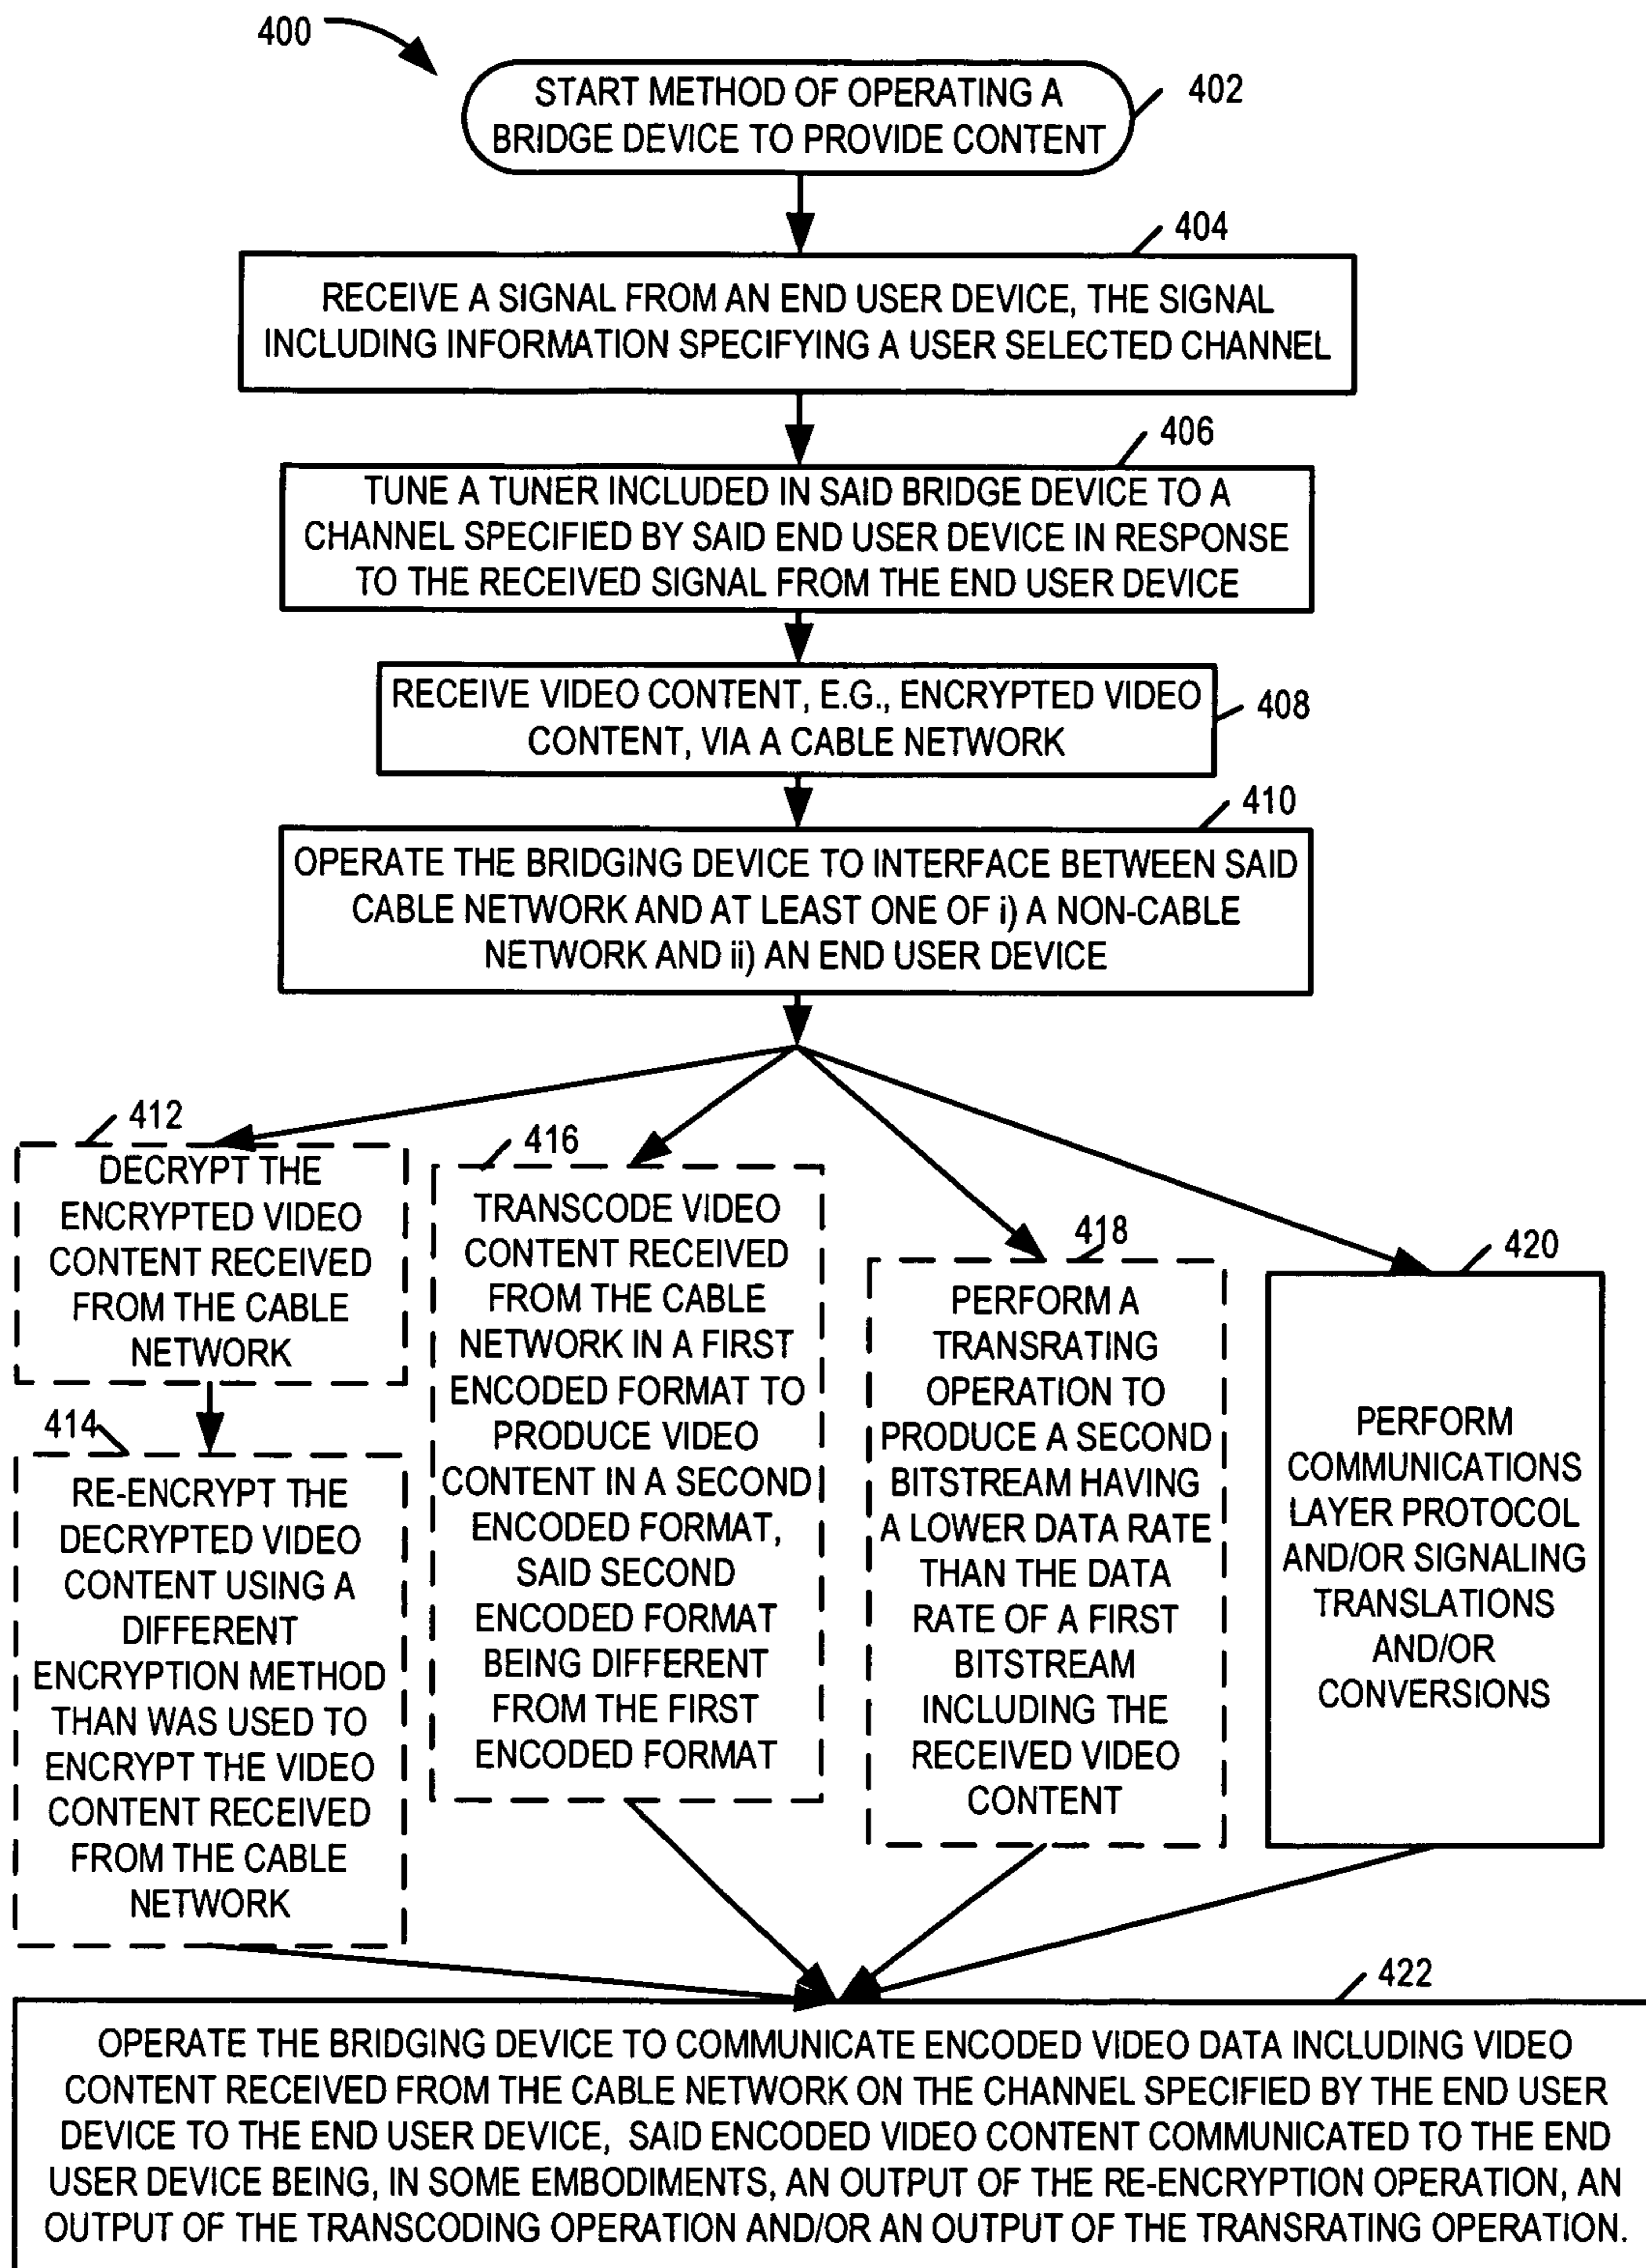 400
START METHOD OF OPERATING A
BRIDGE DEVICE TO PROVIDE CONTENT
402
404
RECEIVE A SIGNAL FROM AN END USER DEVICE, THE SIGNAL
INCLUDING INFORMATION SPECIFYING A USER SELECTED CHANNEL
406
TUNE A TUNER INCLUDED IN SAID BRIDGE DEVICE TO A
CHANNEL SPECIFIED BY SAID END USER DEVICE IN RESPONSE
TO THE RECEIVED SIGNAL FROM THE END USER DEVICE
RECEIVE VIDEO CONTENT, E.G., ENCRYPTED VIDEO
CONTENT, VIA A CABLE NETWORK
408
410
OPERATE THE BRIDGING DEVICE TO INTERFACE BETWEEN SAID
CABLE NETWORK AND AT LEAST ONE OF i) A NON-CABLE
NETWORK AND ii) AN END USER DEVICE
412
DECRYPT THE
ENCRYPTED VIDEO
CONTENT RECEIVED
FROM THE CABLE
NETWORK
414
RE-ENCRYPT THE
DECRYPTED VIDEO
CONTENT USING A
DIFFERENT
ENCRYPTION METHOD
THAN WAS USED TO
ENCRYPT THE VIDEO
CONTENT RECEIVED
FROM THE CABLE
NETWORK
416
TRANSCODE VIDEO
CONTENT RECEIVED
FROM THE CABLE
NETWORK IN A FIRST
ENCODED FORMAT TO
PRODUCE VIDEO
CONTENT IN A SECOND
ENCODED FORMAT,
SAID SECOND
ENCODED FORMAT
BEING DIFFERENT
FROM THE FIRST
ENCODED FORMAT
418
PERFORM A
TRANSRATING
OPERATION TO
PRODUCE A SECOND
BITSTREAM HAVING
A LOWER DATA RATE
THAN THE DATA
RATE OF A FIRST
BITSTREAM
INCLUDING THE
RECEIVED VIDEO
CONTENT
420
PERFORM
COMMUNICATIONS
LAYER PROTOCOL
AND/OR SIGNALING
TRANSLATIONS
AND/OR
CONVERSIONS
422
OPERATE THE BRIDGING DEVICE TO COMMUNICATE ENCODED VIDEO DATA INCLUDING VIDEO
CONTENT RECEIVED FROM THE CABLE NETWORK ON THE CHANNEL SPECIFIED BY THE END USER
DEVICE TO THE END USER DEVICE, SAID ENCODED VIDEO CONTENT COMMUNICATED TO THE END
USER DEVICE BEING, IN SOME EMBODIMENTS, AN OUTPUT OF THE RE-ENCRYPTION OPERATION, AN
OUTPUT OF THE TRANSCODING OPERATION AND/OR AN OUTPUT OF THE TRANSRATING OPERATION.